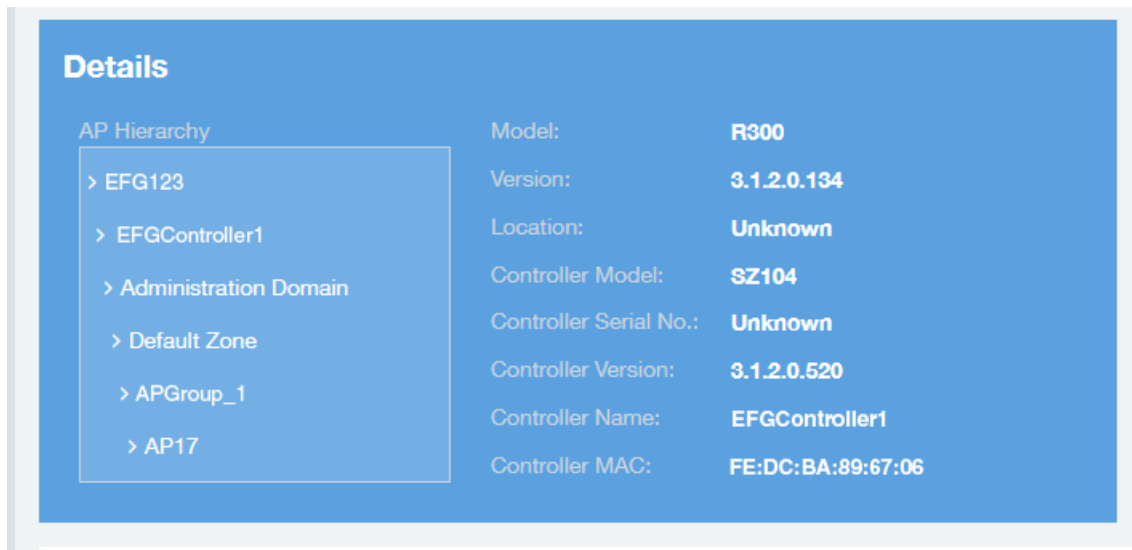 Details
AP Hierarchy
> EFG123
> EFGController1
> Administration Domain
> Default Zone
> APGroup_1
> AP17
Model: R300
Version: 3.1.2.0.134
Location: Unknown
Controller Model: SZ104
Controller Serial No.: Unknown
Controller Version: 3.1.2.0.520
Controller Name: EFGController1
Controller MAC: FE:DC:BA:89:67:06